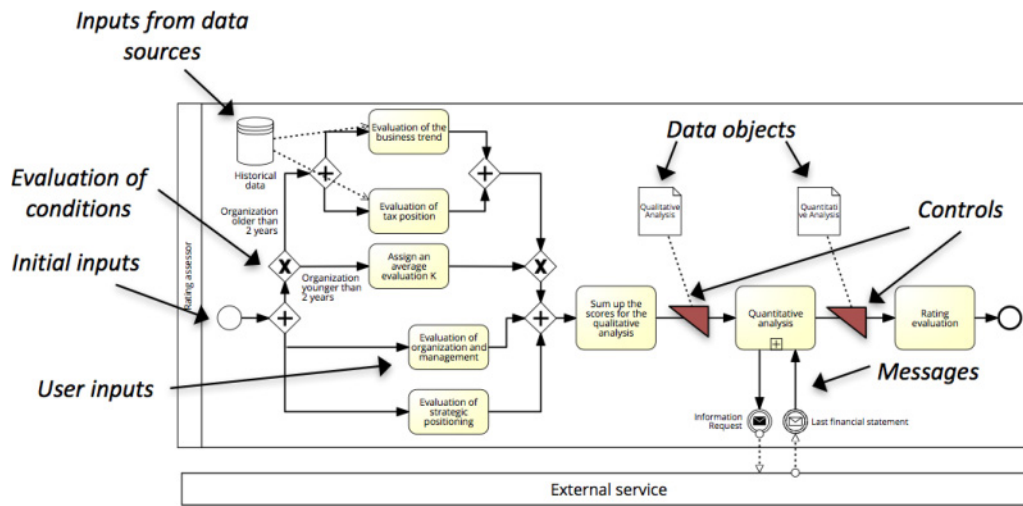 Inputs from data
sources
Evaluation of the
business trend
Data objects
Historical
data
Qualitative
Analysis
Quantitati
ve Analysis
Evaluation of
conditions
Organization
older than
2 years
Evaluation of
tax position
Controls
Rating assessor
Initial inputs
X
Organization
younger than
2 years
Assign an
average
evaluation K
X
Sum up the
scores for the
qualitative
analysis
Quantitative
analysis
Rating
evaluation
Evaluation of
organization and
management
User inputs
Evaluation of
strategic
positioning
Messages
Information
Request
Last financial statement
External service